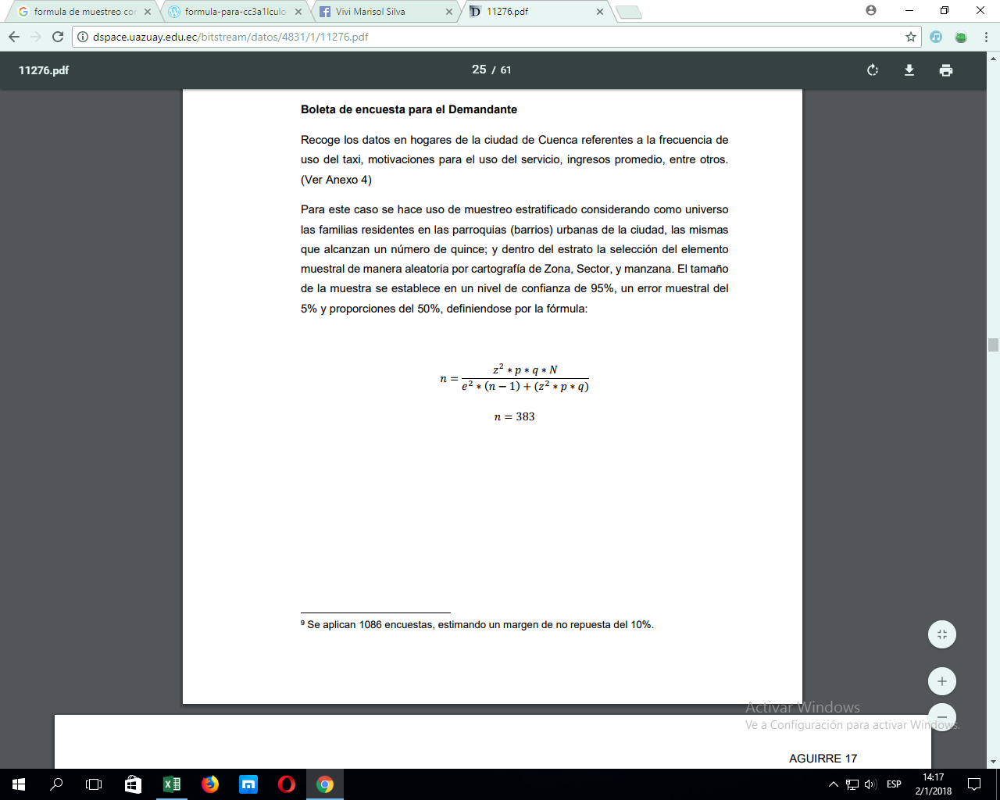 formula de muestreo con
formula-para-cc3a1lculo
Vivi Marisol Silva
11276.pdf
dspace.uazuay.edu.ec/bitstream/datos/4831/1/11276.pdf
11276.pdf
25 / 61
Boleta de encuesta para el Demandante
Recoge los datos en hogares de la ciudad de Cuenca referentes a la frecuencia de
uso del taxi, motivaciones para el uso del servicio, ingresos promedio, entre otros.
(Ver Anexo 4)
Para este caso se hace uso de muestreo estratificado considerando como universo
las familias residentes en las parroquias (barrios) urbanas de la ciudad, las mismas
que alcanzan un número de quince; y dentro del estrato la selección del elemento
muestral de manera aleatoria por cartografía de Zona, Sector, y manzana. El tamaño
de la muestra se establece en un nivel de confianza de 95%, un error muestral del
5% y proporciones del 50%, definiendose por la fórmula:
z² ∗ p ∗ q ∗ N
n =
e² ∗ (n − 1) + (z² ∗ p ∗ q)
n = 383
⁹ Se aplican 1086 encuestas, estimando un margen de no repuesta del 10%.
Activar Windows
Ve a Configuración para activar Windows.
AGUIRRE 17
ESP
14:17
2/1/2018